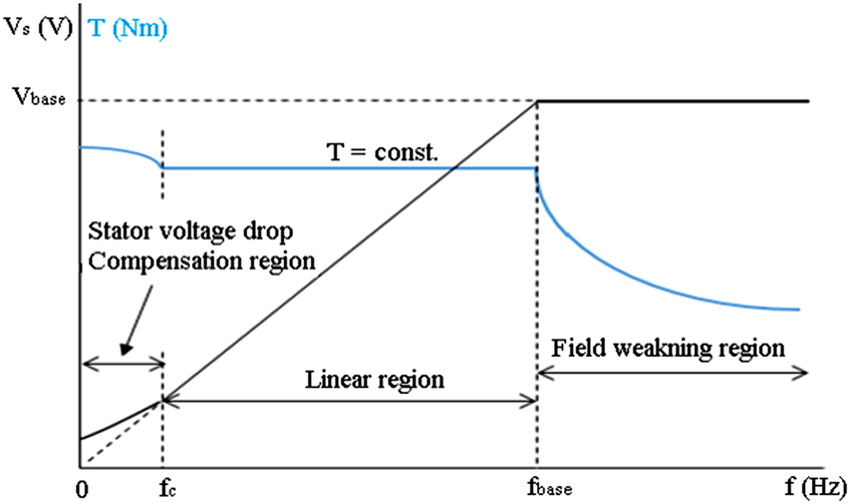 Vs (V) T (Nm)
Vbase
T = const.
Stator voltage drop
Compensation region
Field weakning region
Linear region
0 fc fbase f (Hz)